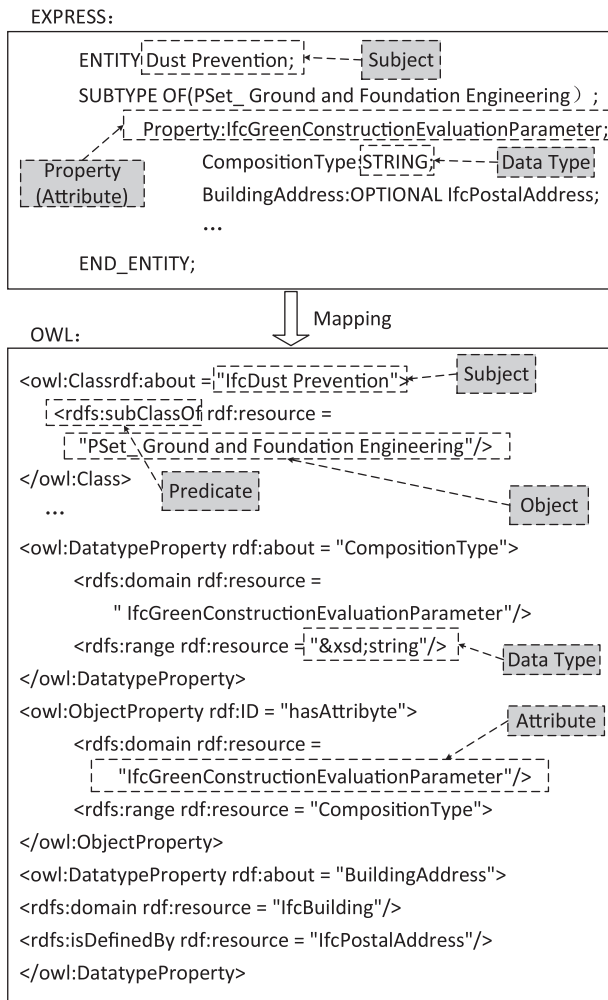 EXPRESS:
ENTITY Dust Prevention;
Subject
SUBTYPE OF(PSet_ Ground and Foundation Engineering）;
Property:IfcGreenConstructionEvaluationParameter;
Property
(Attribute)
CompositionType:STRING;
Data Type
BuildingAddress:OPTIONAL IfcPostalAddress;
...
END_ENTITY;
Mapping
OWL:
<owl:Classrdf:about = "IfcDust Prevention">
Subject
<rdfs:subClassOf rdf:resource =
"PSet_ Ground and Foundation Engineering"/>
</owl:Class>
Predicate
Object
...
<owl:DatatypeProperty rdf:about = "CompositionType">
<rdfs:domain rdf:resource =
" IfcGreenConstructionEvaluationParameter"/>
<rdfs:range rdf:resource = "&xsd;string"/>
Data Type
</owl:DatatypeProperty>
<owl:ObjectProperty rdf:ID = "hasAttribyte">
Attribute
<rdfs:domain rdf:resource =
"IfcGreenConstructionEvaluationParameter"/>
<rdfs:range rdf:resource = "CompositionType">
</owl:ObjectProperty>
<owl:DatatypeProperty rdf:about = "BuildingAddress">
<rdfs:domain rdf:resource = "IfcBuilding"/>
<rdfs:isDefinedBy rdf:resource = "IfcPostalAddress"/>
</owl:DatatypeProperty>